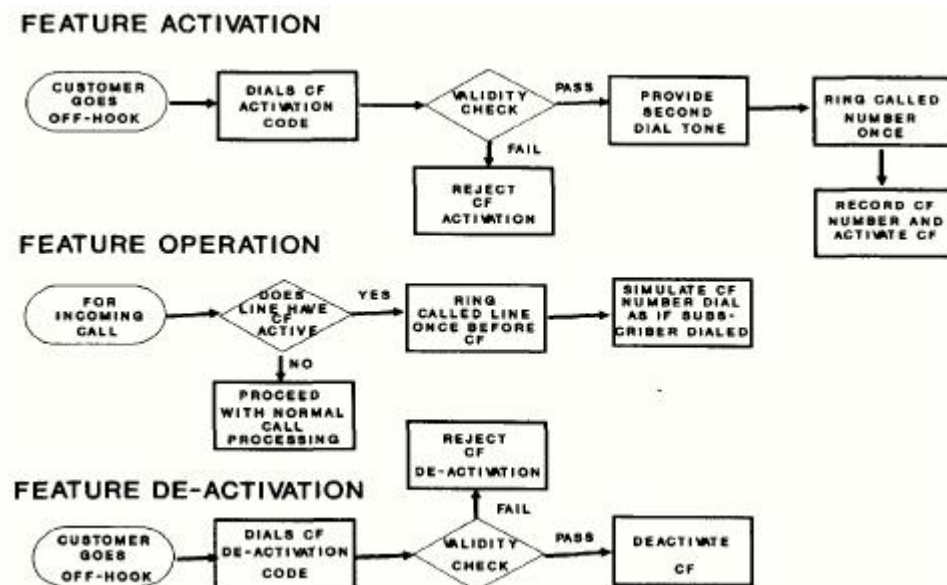 FEATURE ACTIVATION
CUSTOMER
GOES
OFF-HOOK
DIALS CF
ACTIVATION
CODE
VALIDITY
CHECK
PASS
FAIL
PROVIDE
SECOND
DIAL TONE
RING CALLED
NUMBER
ONCE
REJECT
CF
ACTIVATION
RECORD CF
NUMBER AND
ACTIVATE CF
FEATURE OPERATION
FOR
INCOMING
CALL
DOES
LINE HAVE
CF
ACTIVE
YES
NO
RING
CALLED LINE
ONCE BEFORE
CF
SIMULATE CF
NUMBER DIAL
AS IF SUBS-
CRIBER DIALED
PROCEED
WITH NORMAL
CALL
PROCESSING
FEATURE DE-ACTIVATION
CUSTOMER
GOES
OFF-HOOK
DIALS CF
DE-ACTIVATION
CODE
VALIDITY
CHECK
FAIL
REJECT
CF
DE-ACTIVATION
PASS
DEACTIVATE
CF